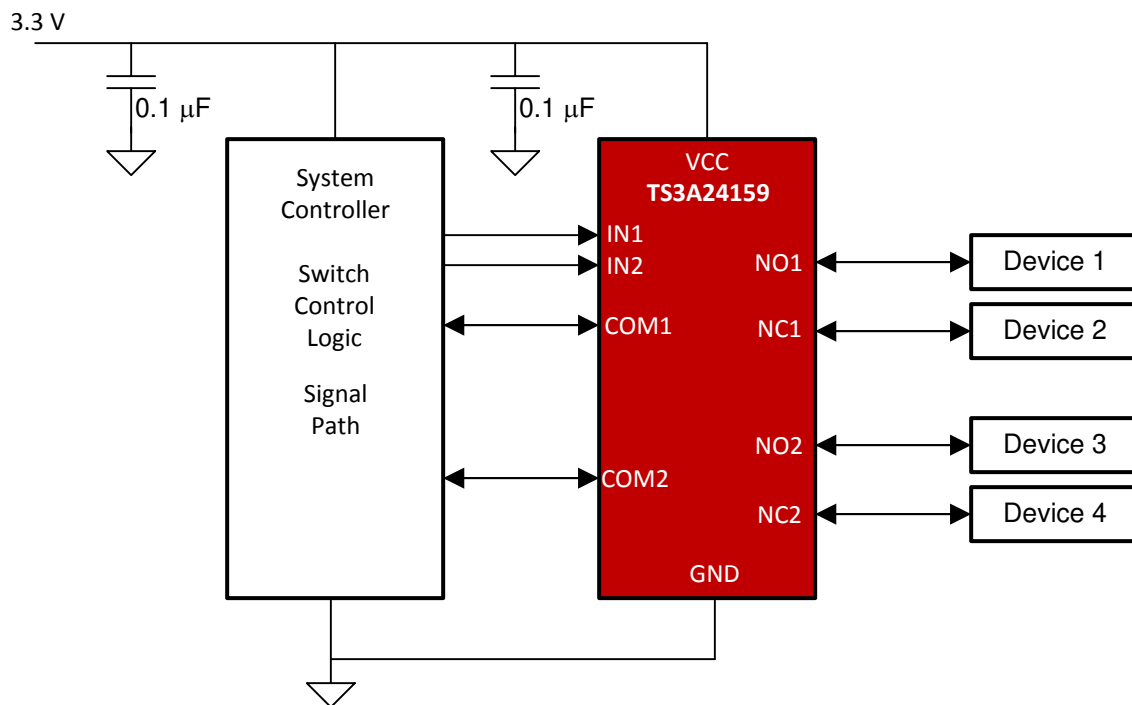 3.3 V
0.1 μF
0.1 μF
System
Controller
Switch
Control
Logic
Signal
Path
VCC
TS3A24159
IN1
IN2
COM1
COM2
NO1
NC1
NO2
NC2
GND
Device 1
Device 2
Device 3
Device 4